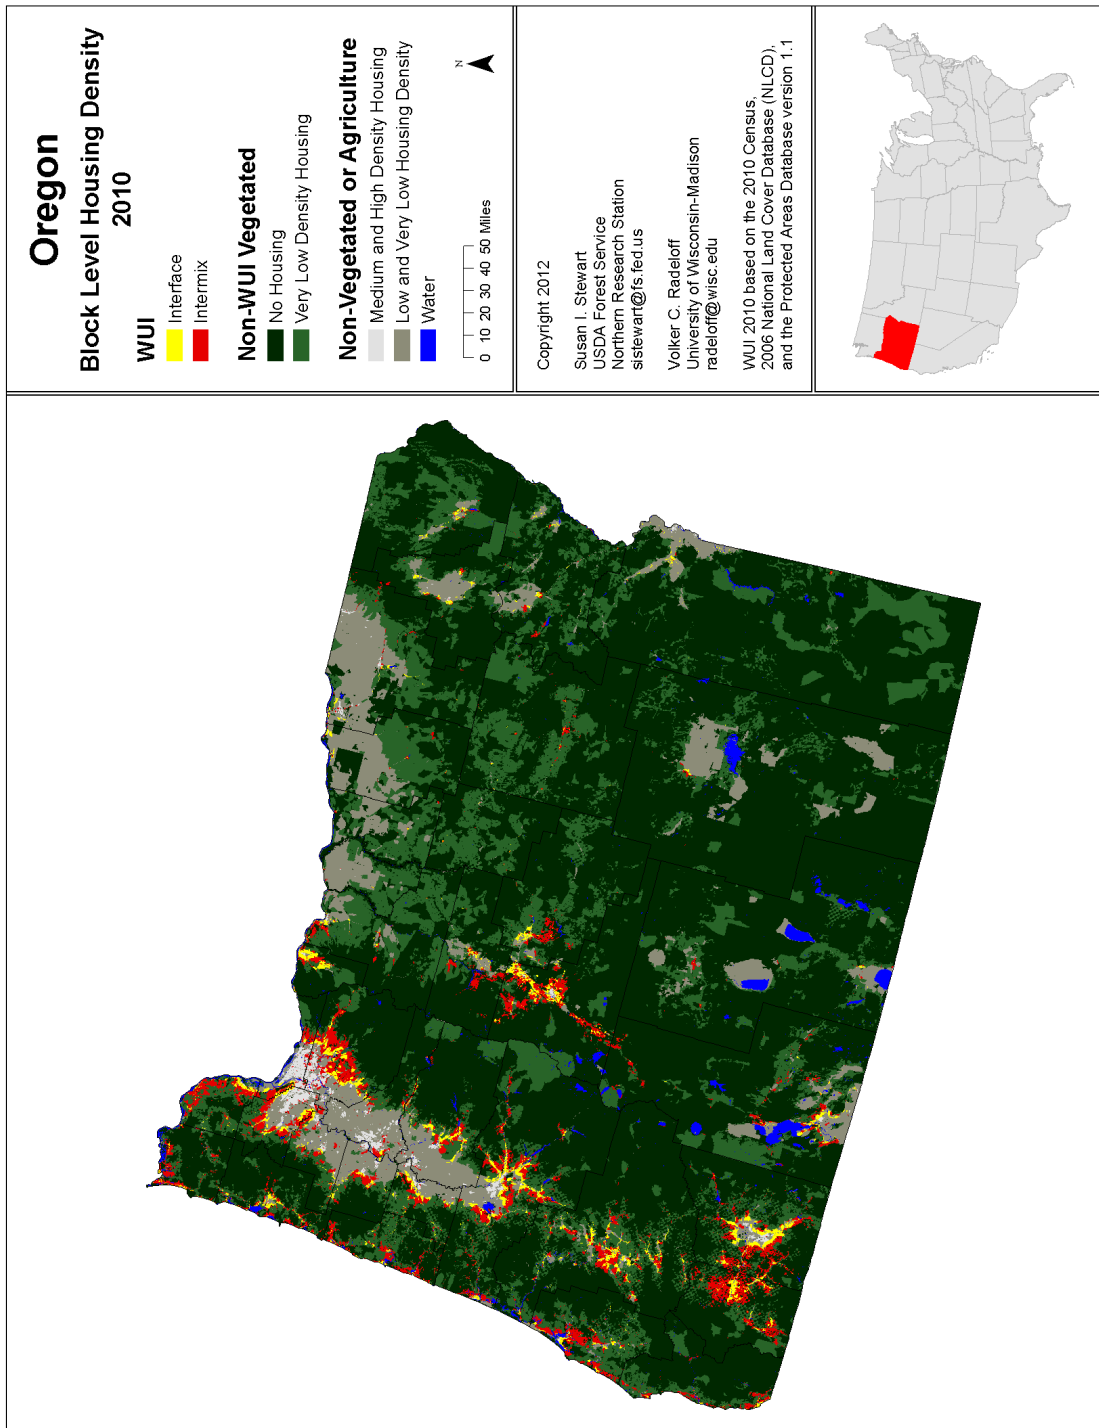 Oregon
Block Level Housing Density
2010
WUI
Interface
Intermix
Non-WUI Vegetated
No Housing
Very Low Density Housing
Non-Vegetated or Agriculture
Medium and High Density Housing
Low and Very Low Housing Density
Water
N
0 10 20 30 40 50 Miles
Copyright 2012
Susan I. Stewart
USDA Forest Service
Northern Research Station
sistewart@fs.fed.us
Volker C. Radeloff
University of Wisconsin-Madison
radeloff@wisc.edu
WUI 2010 based on the 2010 Census,
2006 National Land Cover Database (NLCD),
and the Protected Areas Database version 1.1